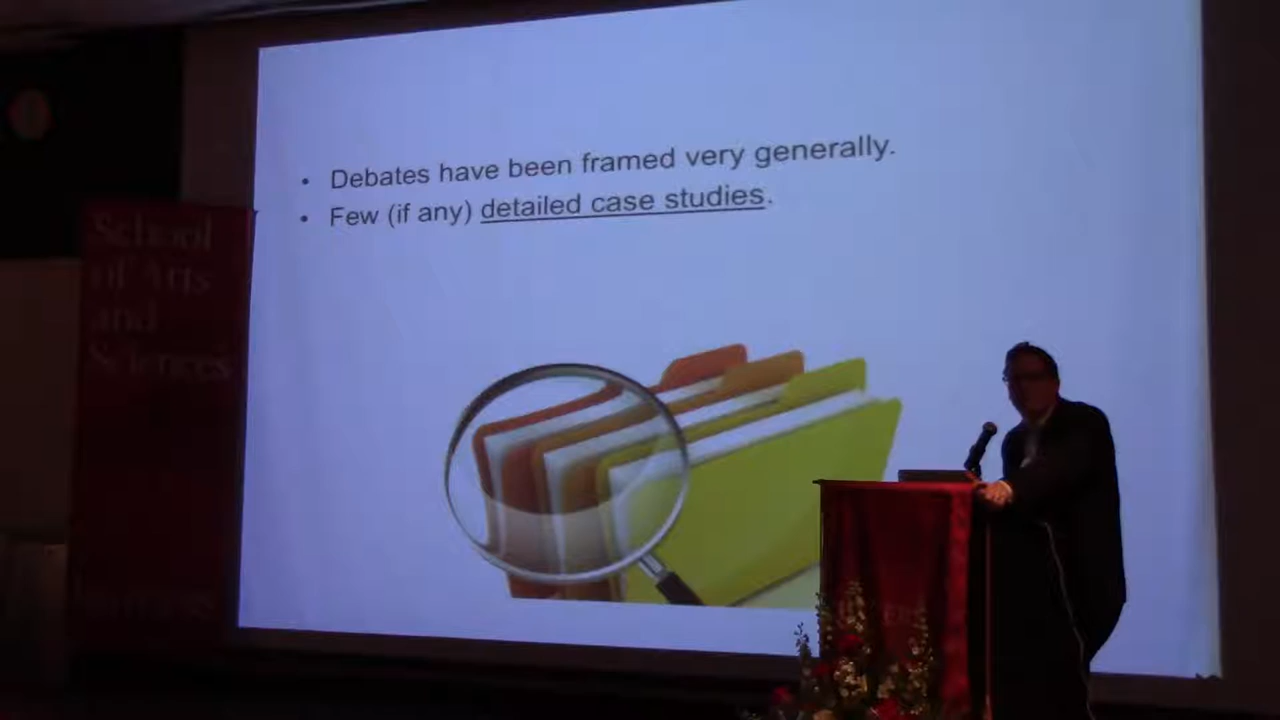 • Debates have been framed very generally.
• Few (if any) detailed case studies.
School
of Arts
and
Sciences